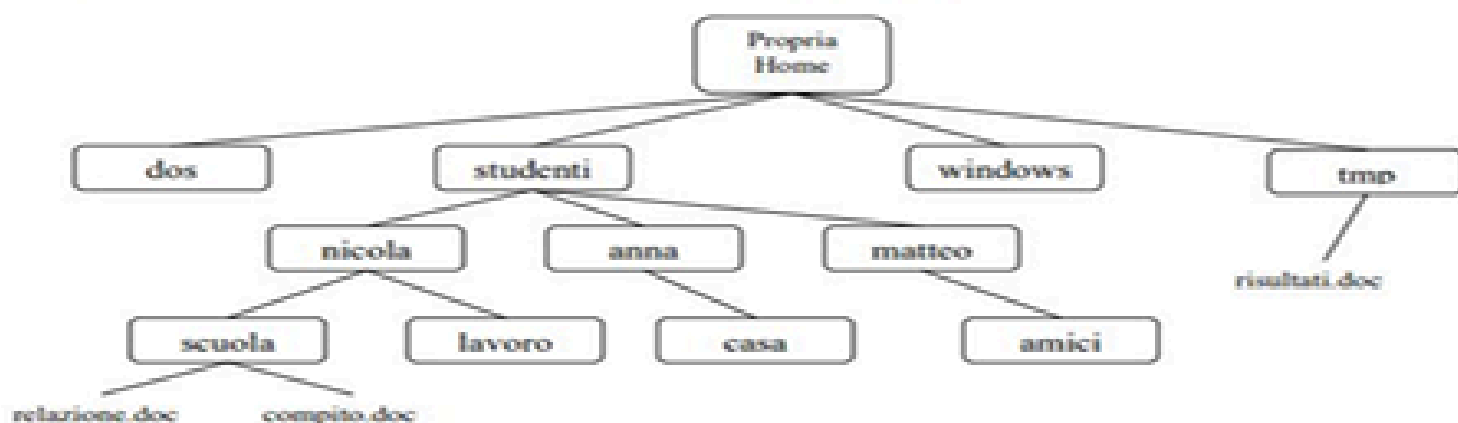 Propria
Home
dos
studenti
windows
tmp
nicola
anna
matteo
risultati.doc
scuola
lavoro
casa
amici
relazione.doc
compito.doc